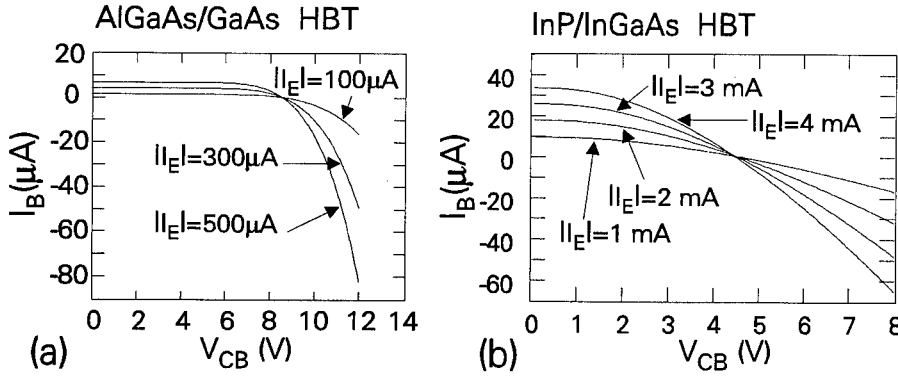 AlGaAs/GaAs HBT
20
0
-20
-40
-60
-80
I_B(μA)
|I_E|=100μA
|I_E|=300μA
|I_E|=500μA
0 2 4 6 8 10 12 14
(a)
V_CB (V)
InP/InGaAs HBT
40
20
0
-20
-40
-60
I_B(μA)
|I_E|=3 mA
|I_E|=4 mA
|I_E|=2 mA
|I_E|=1 mA
0 1 2 3 4 5 6 7 8
(b)
V_CB (V)